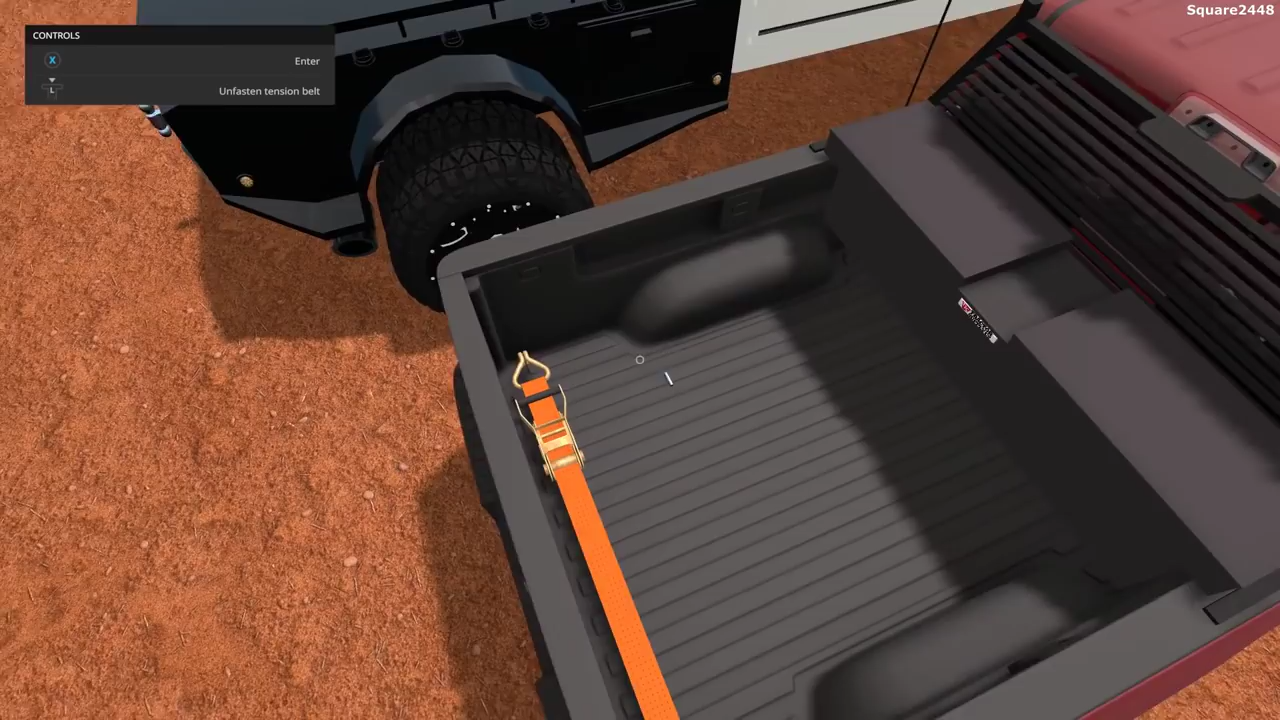 Square2448
CONTROLS
X
Enter
L
Unfasten tension belt